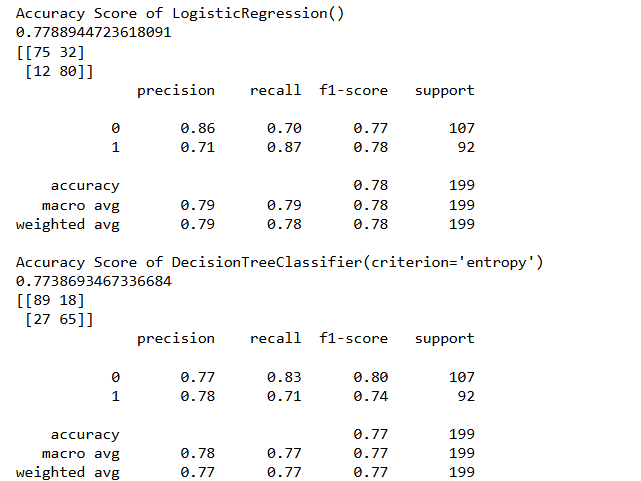 Accuracy Score of LogisticRegression()
0.7788944723618091
[[75 32]
 [12 80]]
              precision    recall  f1-score   support

           0       0.86      0.70      0.77       107
           1       0.71      0.87      0.78        92

    accuracy                           0.78       199
   macro avg       0.79      0.79      0.78       199
weighted avg       0.79      0.78      0.78       199

Accuracy Score of DecisionTreeClassifier(criterion='entropy')
0.7738693467336684
[[89 18]
 [27 65]]
              precision    recall  f1-score   support

           0       0.77      0.83      0.80       107
           1       0.78      0.71      0.74        92

    accuracy                           0.77       199
   macro avg       0.78      0.77      0.77       199
weighted avg       0.77      0.77      0.77       199